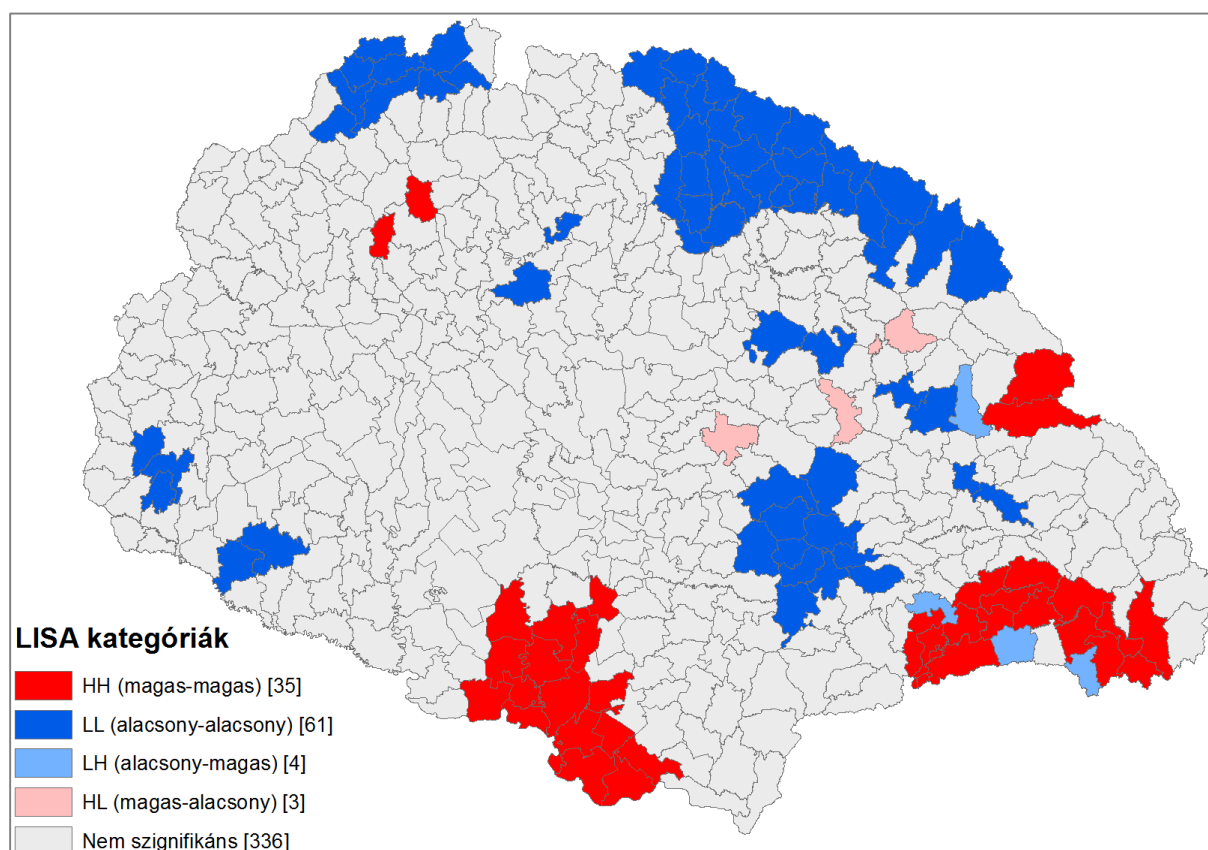 LISA kategóriák
HH (magas-magas) [35]
LL (alacsony-alacsony) [61]
LH (alacsony-magas) [4]
HL (magas-alacsony) [3]
Nem szignifikáns [336]